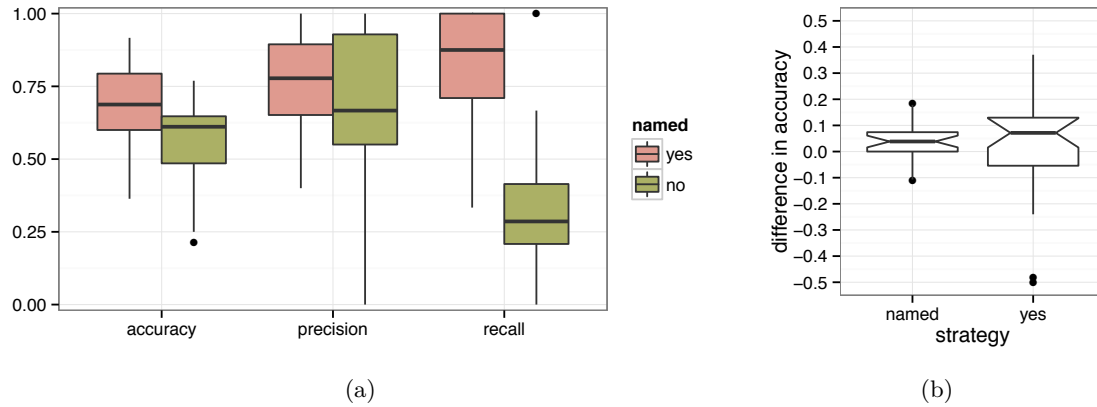 1.00
0.75
0.50
0.25
0.00
accuracy precision recall
named
yes
no
(a)
difference in accuracy
0.5
0.4
0.3
0.2
0.1
0.0
−0.1
−0.2
−0.3
−0.4
−0.5
named yes
strategy
(b)